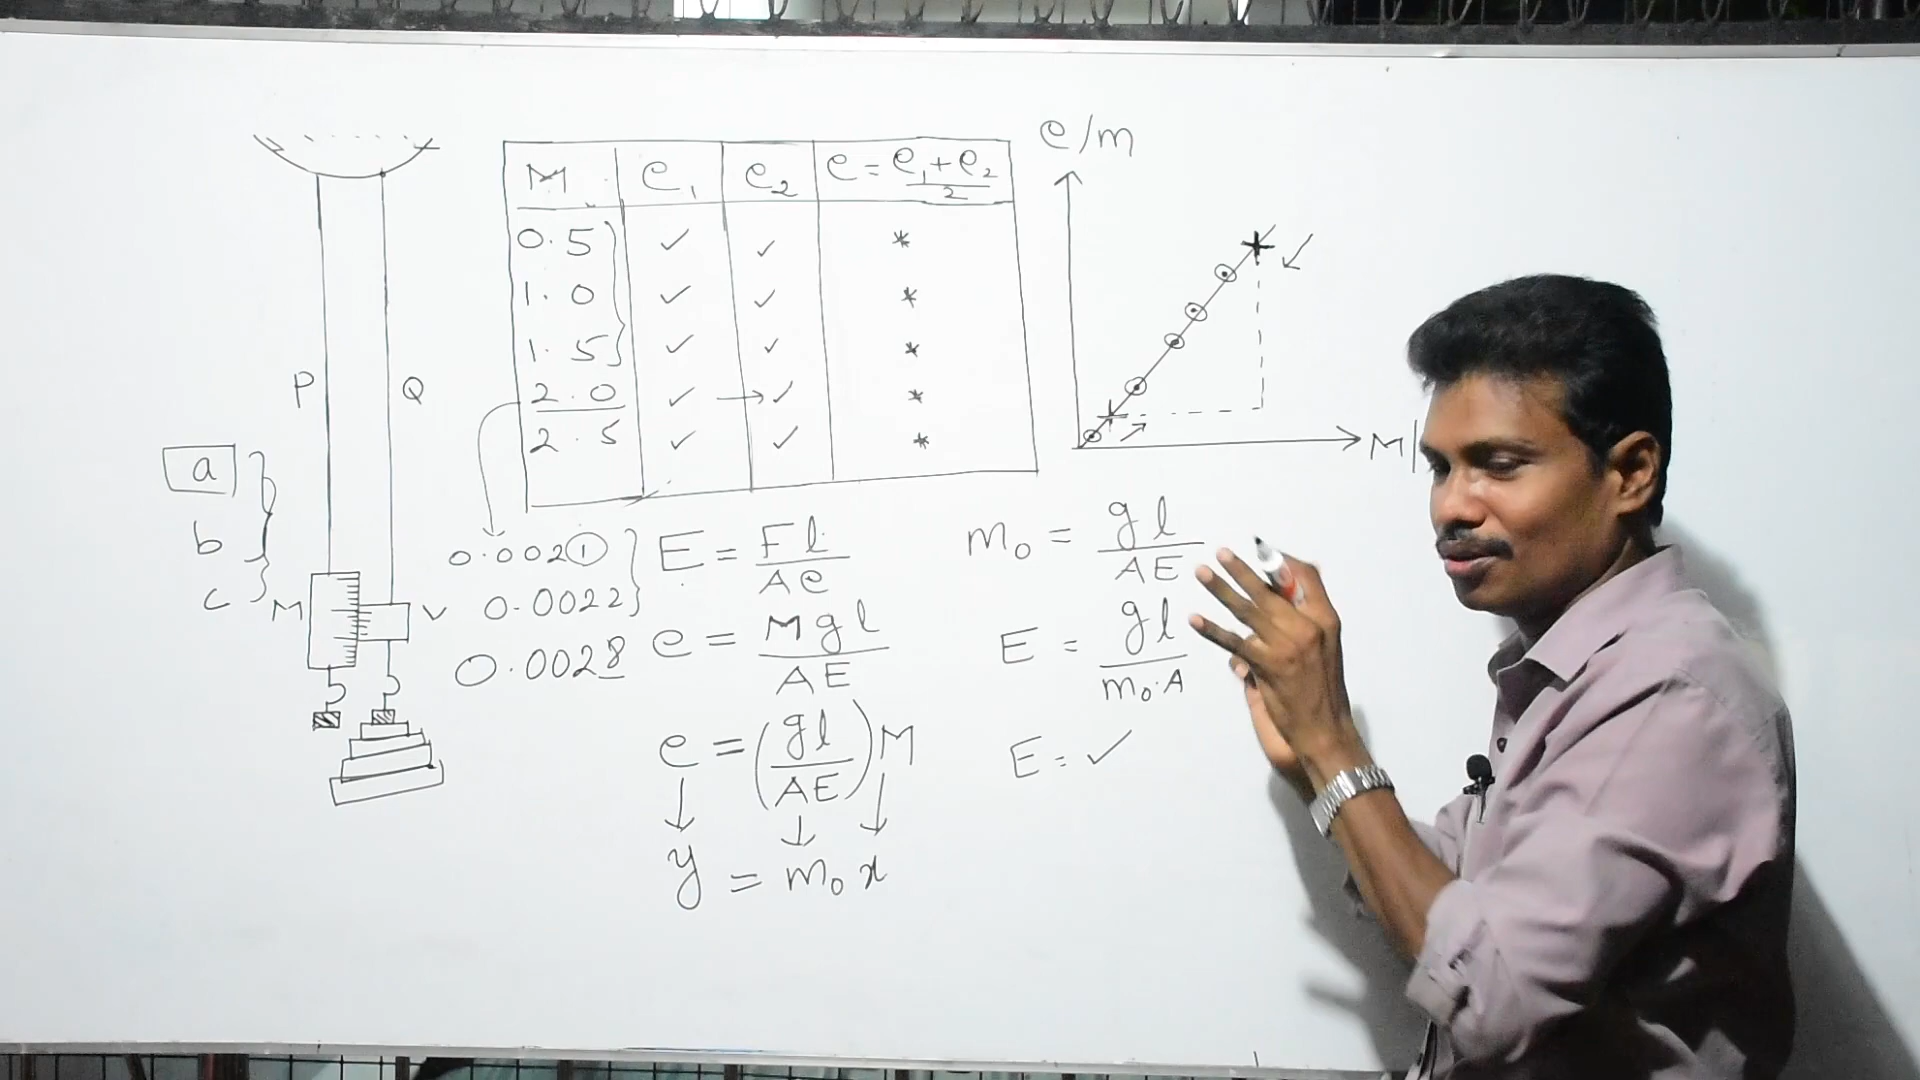 M e₁ e₂ e = e₁ + e₂ / 2
0.5 ✓ ✓ *
1.0 ✓ ✓ *
1.5 ✓ ✓ *
2.0 ✓ → ✓ *
2.5 ✓ ✓ *
e/m
M|
P Q
a
b
c
M V
0.0021
0.0022
0.0028
E = Fl / Ae
e = Mgl / AE
e = (gl / AE) M
y = m₀ x
m₀ = gl / AE
E = gl / m₀.A
E = ✓